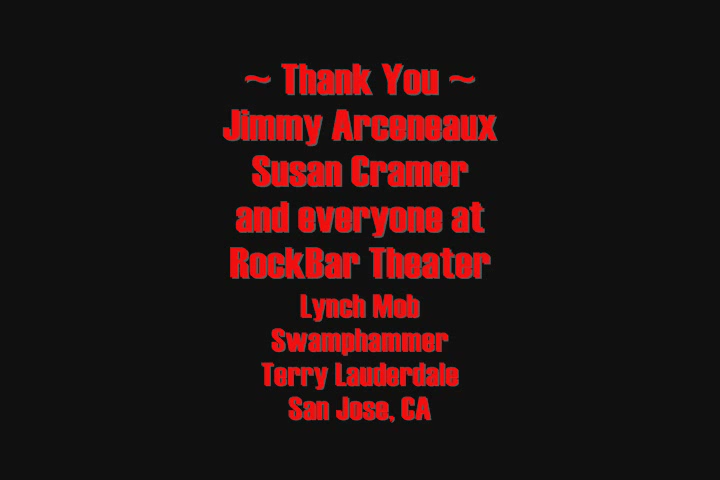 ~ Thank You ~
Jimmy Arceneaux
Susan Cramer
and everyone at
RockBar Theater
Lynch Mob
Swamphammer
Terry Lauderdale
San Jose, CA